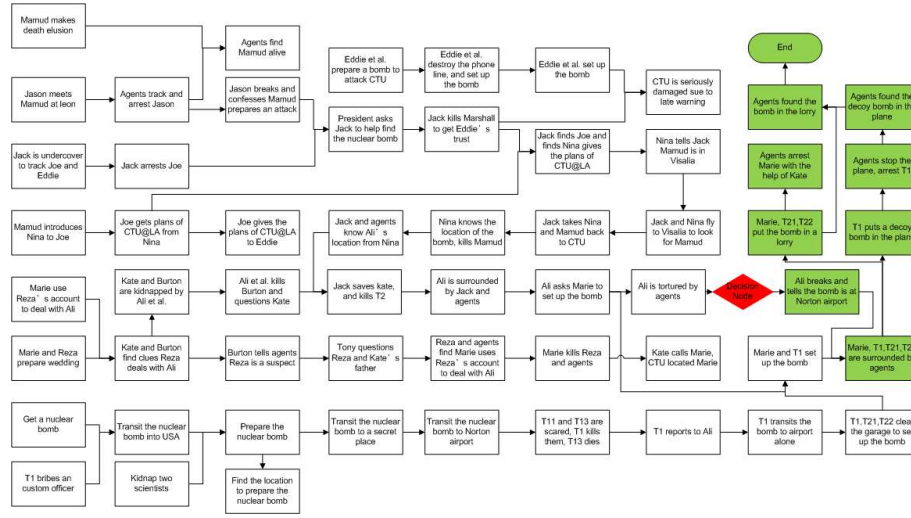 Mamud makes
death elusion
Agents find
Mamud alive
Eddie et al.
prepare a bomb to
attack CTU
Eddie et al.
destroy the phone
line, and set up the
bomb
Eddie et al. set up
the bomb
End
Jason meets
Mamud at leon
Agents track and
arrest Jason
Jason breaks and
confesses Mamud
prepares an attack
CTU is seriously
damaged sue to
late warning
Agents found the
bomb in the lorry
Agents found the
decoy bomb in the
plane
President asks
Jack to help find
the nuclear bomb
Jack kills Marshall
to get Eddie's
trust
Jack is undercover
to track Joe and
Eddie
Jack arrests Joe
Jack finds Joe and
finds Nina gives
the plans of
CTU@LA
Nina tells Jack
Mamud is in
Visalia
Agents arrest
Marie with the
help of Kate
Agents stop the
plane, arrest T1
Mamud introduces
Nina to Joe
Joe gets plans of
CTU@LA from
Nina
Joe gives the
plans of CTU@LA
to Eddie
Jack and agents
know Ali's
location from Nina
Nina knows the
location of the
bomb, kills Mamud
Jack takes Nina
and Mamud back
to CTU
Jack and Nina fly
to Visalia to look
for Mamud
Marie, T21,T22
put the bomb in a
lorry
T1 puts a decoy
bomb in the plane
Marie use
Reza's account
to deal with Ali
Kate and Burton
are kidnapped by
Ali et al.
Ali et al. kills
Burton and
questions Kate
Jack saves kate,
and kills T2
Ali is surrounded
by Jack and
agents
Ali asks Marie to
set up the bomb
Ali is tortured by
agents
Decision
Node
Ali breaks and
tells the bomb is at
Norton airport
Marie and Reza
prepare wedding
Kate and Burton
find clues Reza
deals with Ali
Burton tells agents
Reza is a suspect
Tony questions
Reza and Kate's
father
Reza and agents
find Marie uses
Reza's account
to deal with Ali
Marie kills Reza
and agents
Kate calls Marie,
CTU located Marie
Marie and T1 set
up the bomb
Marie, T1,T21,T2
are surrounded by
agents
Get a nuclear
bomb
Transit the nuclear
bomb into USA
Prepare the
nuclear bomb
Transit the nuclear
bomb to a secret
place
Transit the nuclear
bomb to Norton
airport
T11 and T13 are
scared, T1 kills
them, T13 dies
T1 reports to Ali
T1 transits the
bomb to airport
alone
T1,T21,T22 clea
the garage to se
up the bomb
T1 bribes an
custom officer
Kidnap two
scientists
Find the location
to prepare the
nuclear bomb